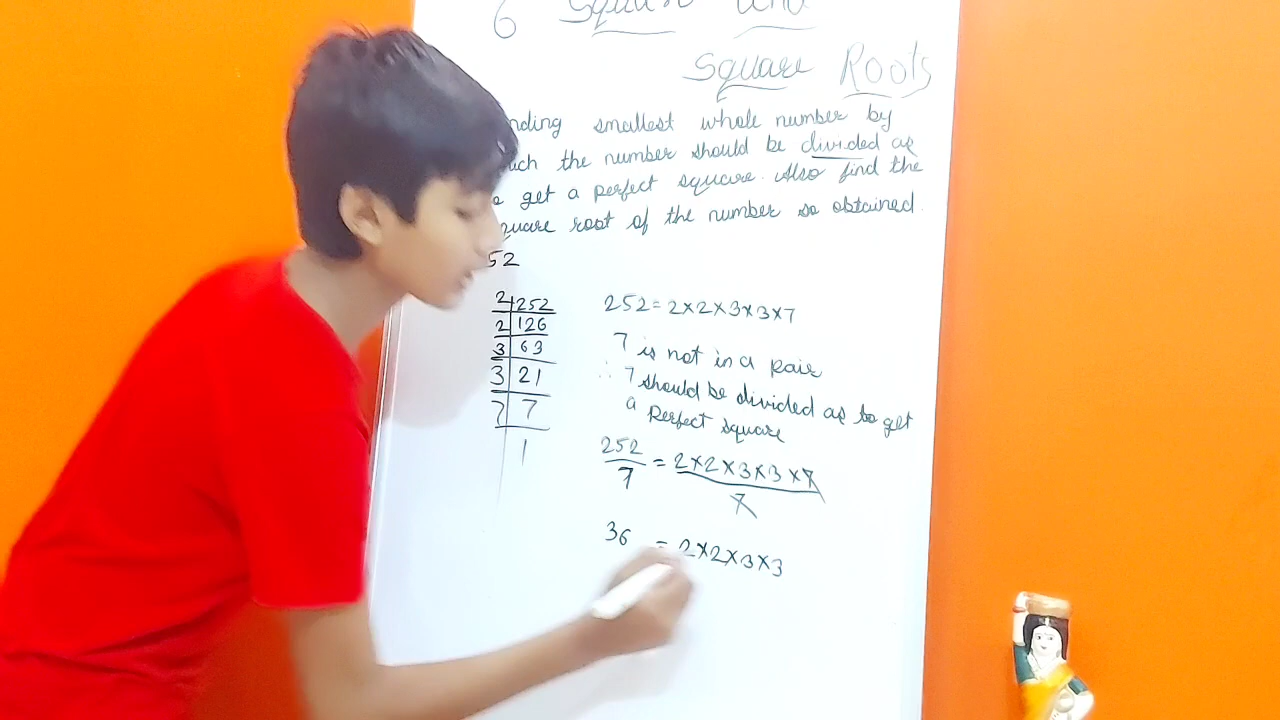 6 Square and
Square Roots
nding smallest whole number by
uch the number should be divided as
o get a perfect square. Also find the
quare root of the number so obtained.
52
2 252
2 126
3 63
3 21
7 7
1
252 = 2×2×3×3×7
7 is not in a pair
∴ 7 should be divided as to get
a perfect square
252/7 = 2×2×3×3×7/7
36 = 2×2×3×3